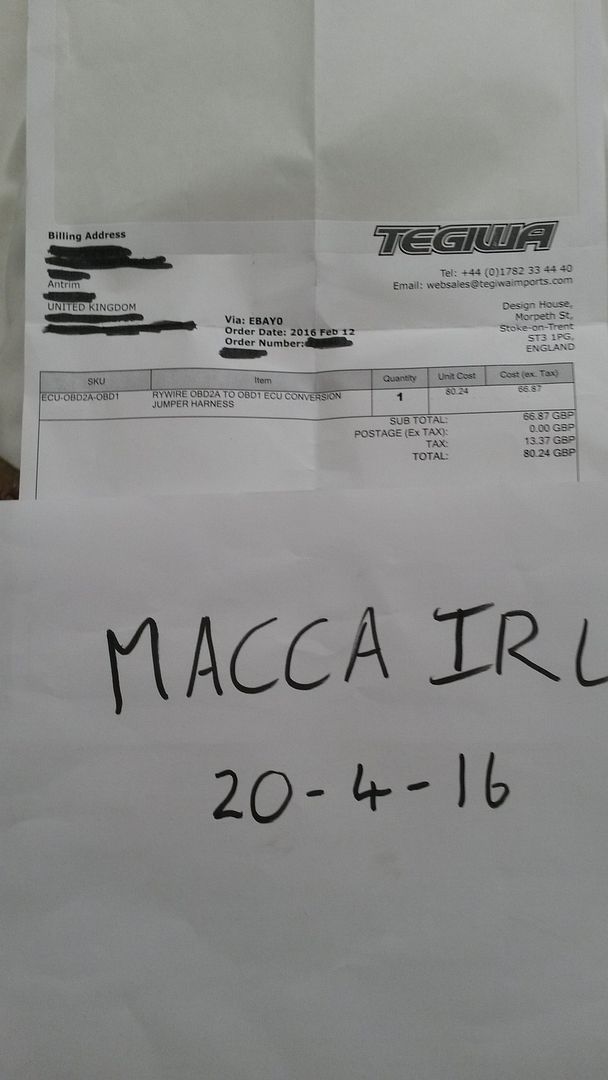 Billing Address
Antrim
UNITED KINGDOM
TEGIWA
Tel: +44 (0)1782 33 44 40
Email: websales@tegiwaimports.com
Design House,
Morpeth St,
Stoke-on-Trent
ST3 1PG,
ENGLAND
Via: EBAY0
Order Date: 2016 Feb 12
Order Number:
SKU Item Quantity Unit Cost Cost (ex. Tax)
ECU-OBD2A-OBD1 RYWIRE OBD2A TO OBD1 ECU CONVERSION 1 80.24 66.87
JUMPER HARNESS
SUB TOTAL: 66.87 GBP
POSTAGE (Ex TAX): 0.00 GBP
TAX: 13.37 GBP
TOTAL: 80.24 GBP
MACCA IRL
20-4-16